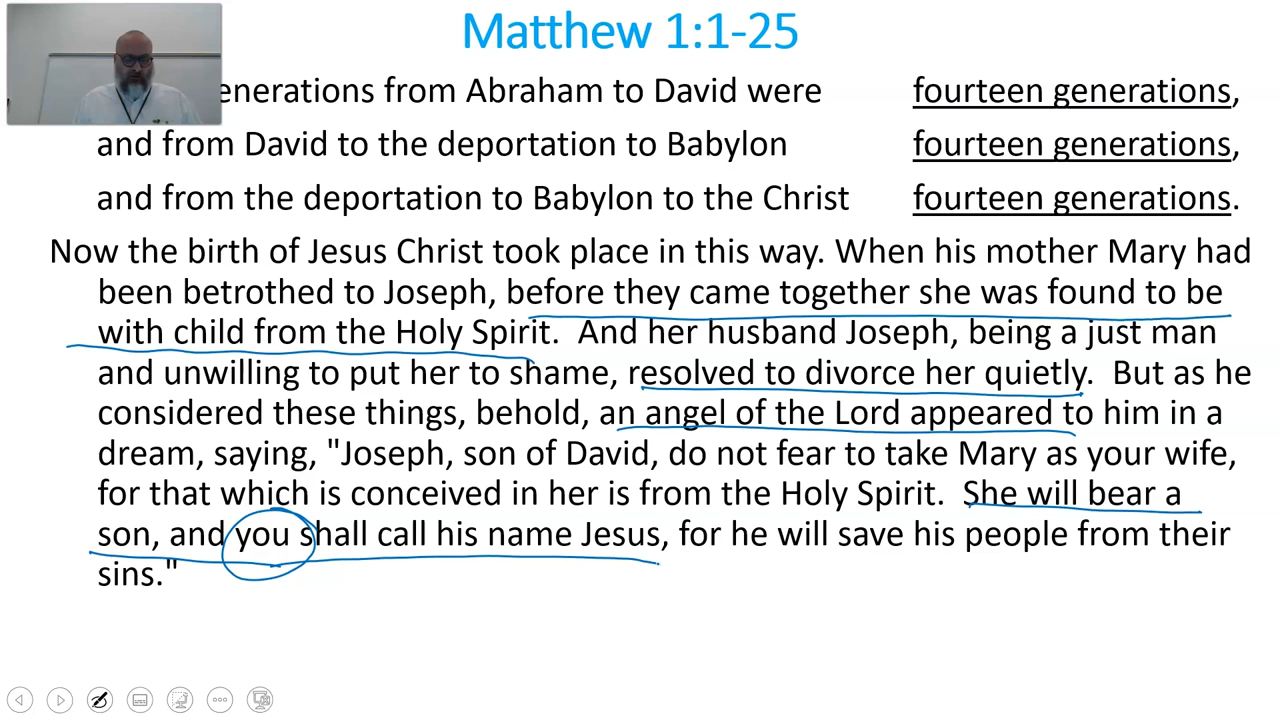 Matthew 1:1-25
enerations from Abraham to David were fourteen generations,
and from David to the deportation to Babylon fourteen generations,
and from the deportation to Babylon to the Christ fourteen generations.
Now the birth of Jesus Christ took place in this way. When his mother Mary had
been betrothed to Joseph, before they came together she was found to be
with child from the Holy Spirit. And her husband Joseph, being a just man
and unwilling to put her to shame, resolved to divorce her quietly. But as he
considered these things, behold, an angel of the Lord appeared to him in a
dream, saying, "Joseph, son of David, do not fear to take Mary as your wife,
for that which is conceived in her is from the Holy Spirit. She will bear a
son, and you shall call his name Jesus, for he will save his people from their
sins."